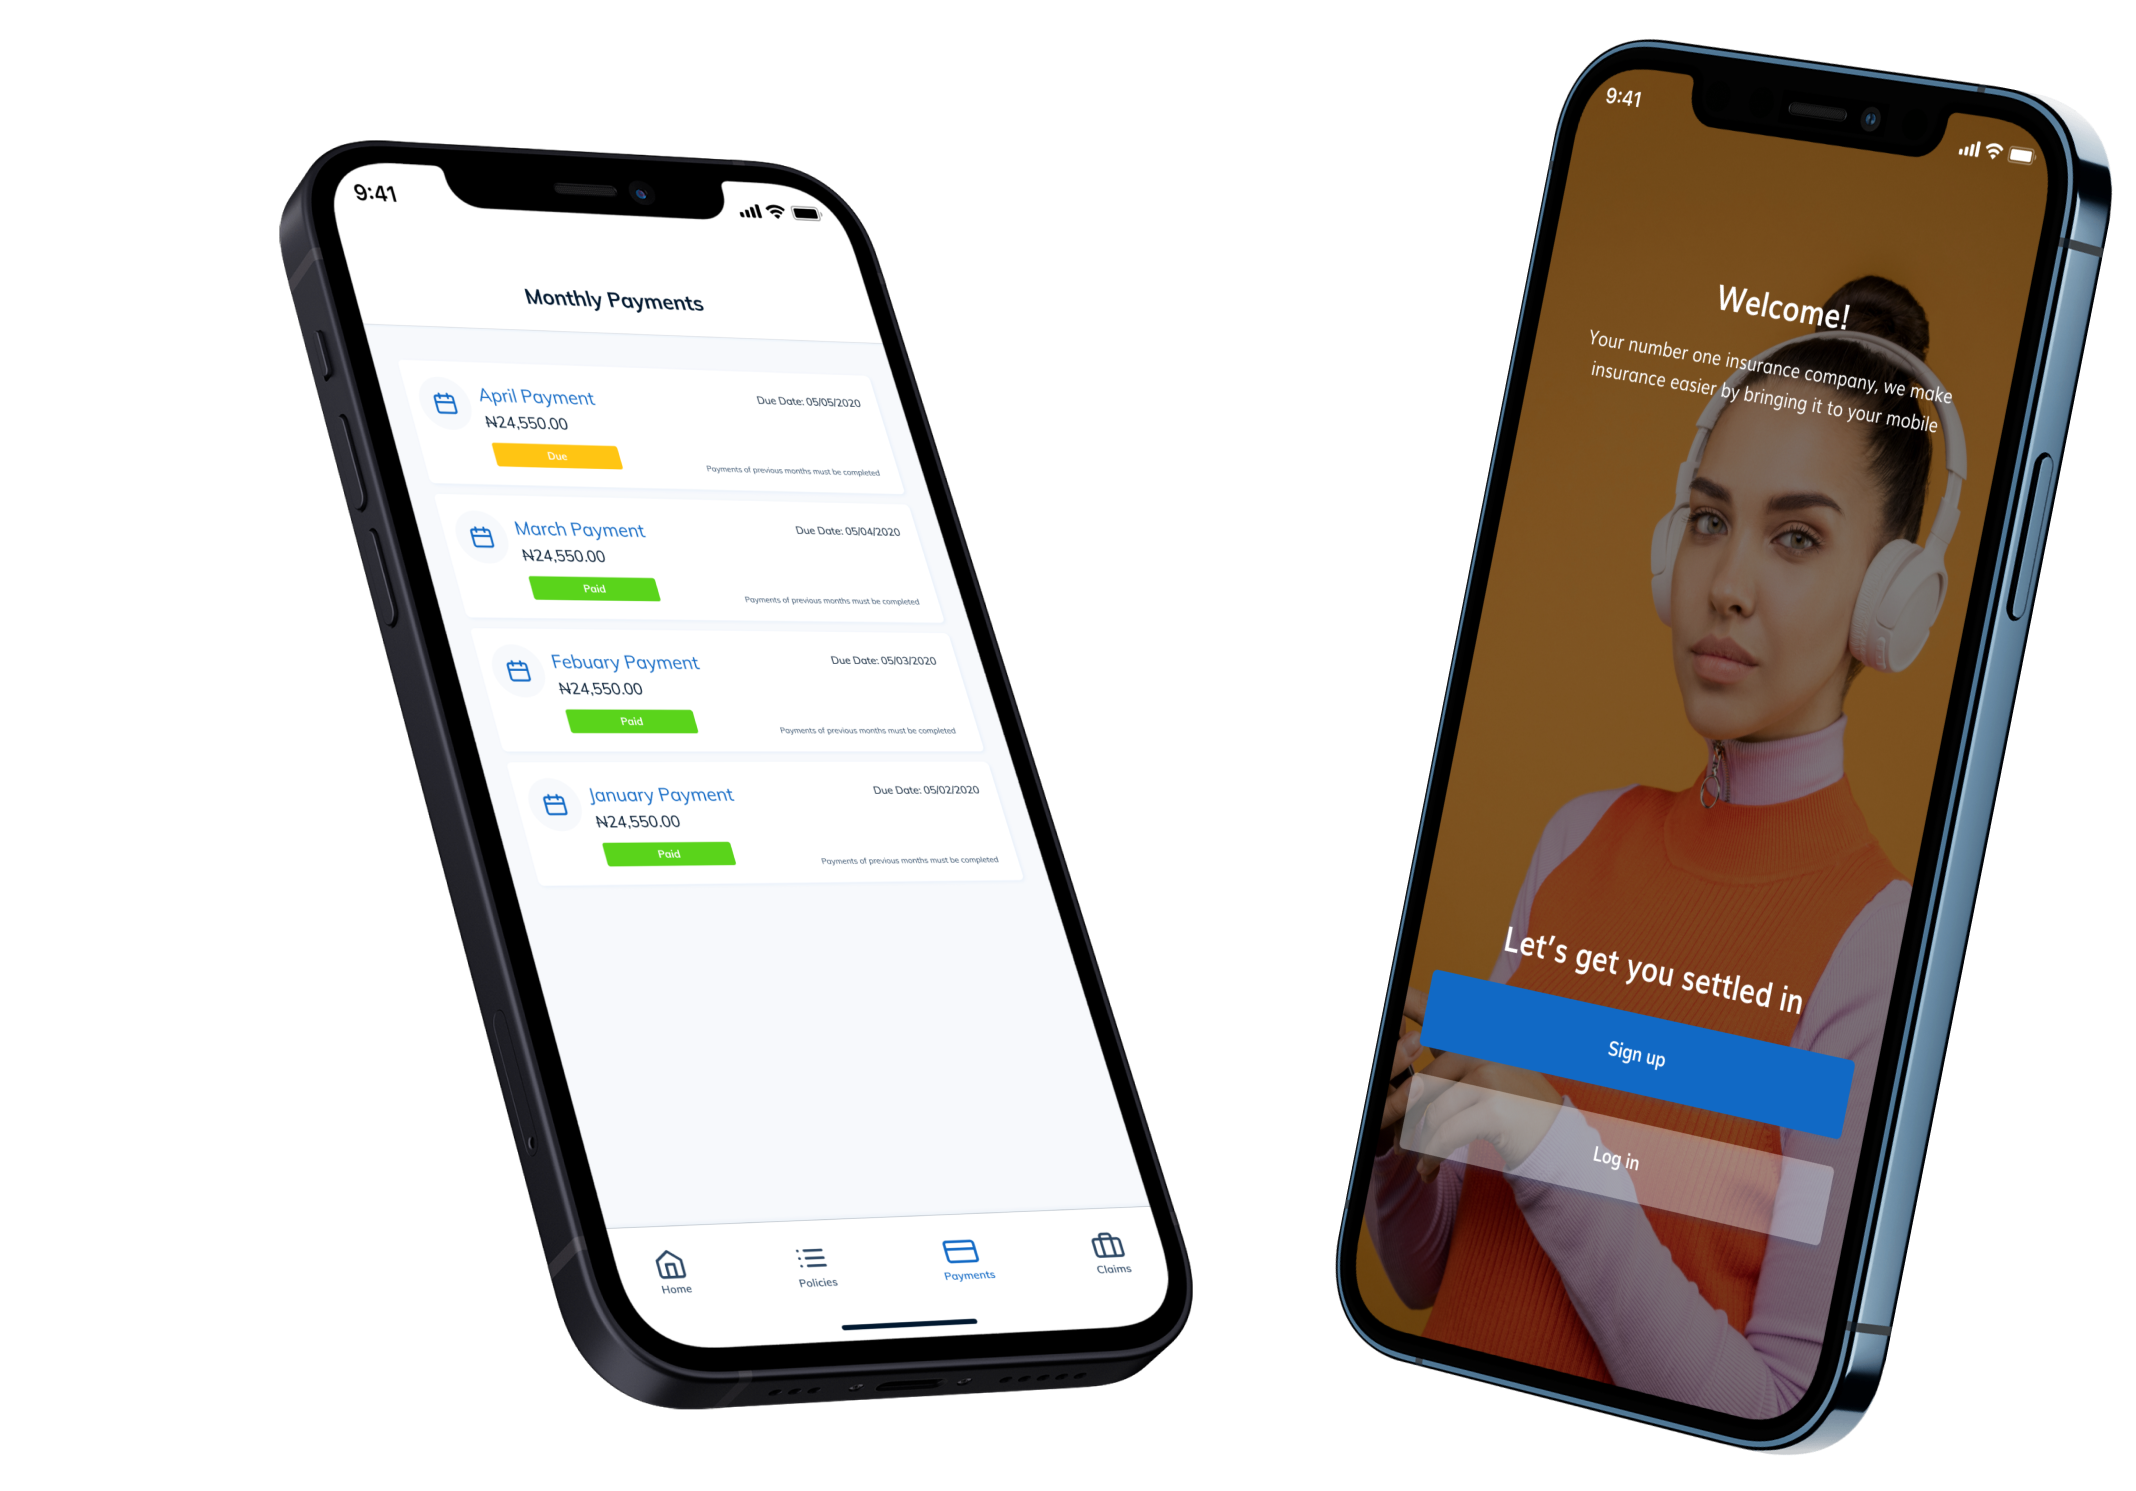 9:41
Monthly Payments
April Payment
Due Date: 05/05/2020
₦24,550.00
Due
Payments of previous months must be completed
March Payment
Due Date: 05/04/2020
₦24,550.00
Paid
Payments of previous months must be completed
Febuary Payment
Due Date: 05/03/2020
₦24,550.00
Paid
Payments of previous months must be completed
January Payment
Due Date: 05/02/2020
₦24,550.00
Paid
Payments of previous months must be completed
Home
Policies
Payments
Claims
9:41
Welcome!
Your number one insurance company, we make
insurance easier by bringing it to your mobile
Let's get you settled in
Sign up
Log in